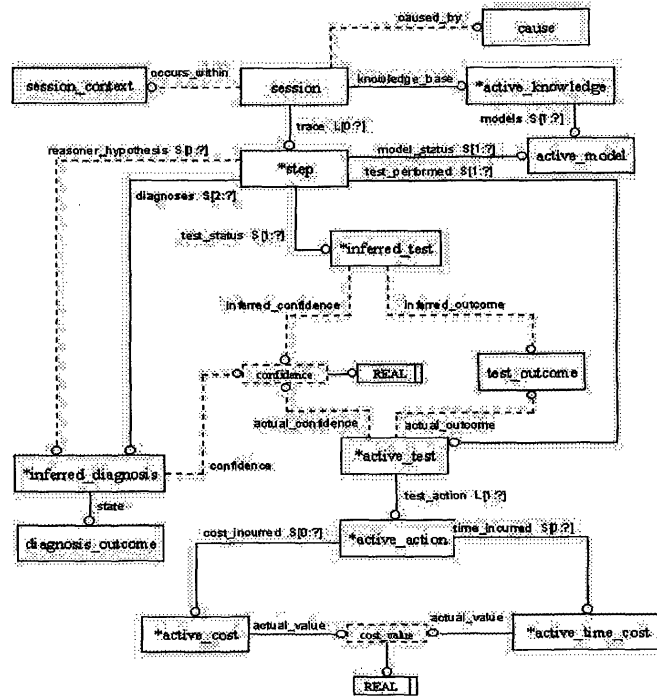 caused_by
cause
occurs_within
session_context
session
knowledge_base
*active_knowledge
trace L[0:?]
models S[1:?]
reasoner_hypothesis S[0:?]
model_status S[1:?]
active_model
*step
test_performed S[1:?]
diagnoses S[2:?]
test_status S[1:?]
*inferred_test
inferred_confidence
inferred_outcome
confidence
REAL
test_outcome
actual_confidence
actual_outcome
*inferred_diagnosis
confidence
*active_test
state
test_action L[1:?]
diagnosis_outcome
cost_incurred S[0:?]
*active_action
time_incurred S[0:?]
*active_cost
actual_value
cost_value
actual_value
*active_time_cost
REAL